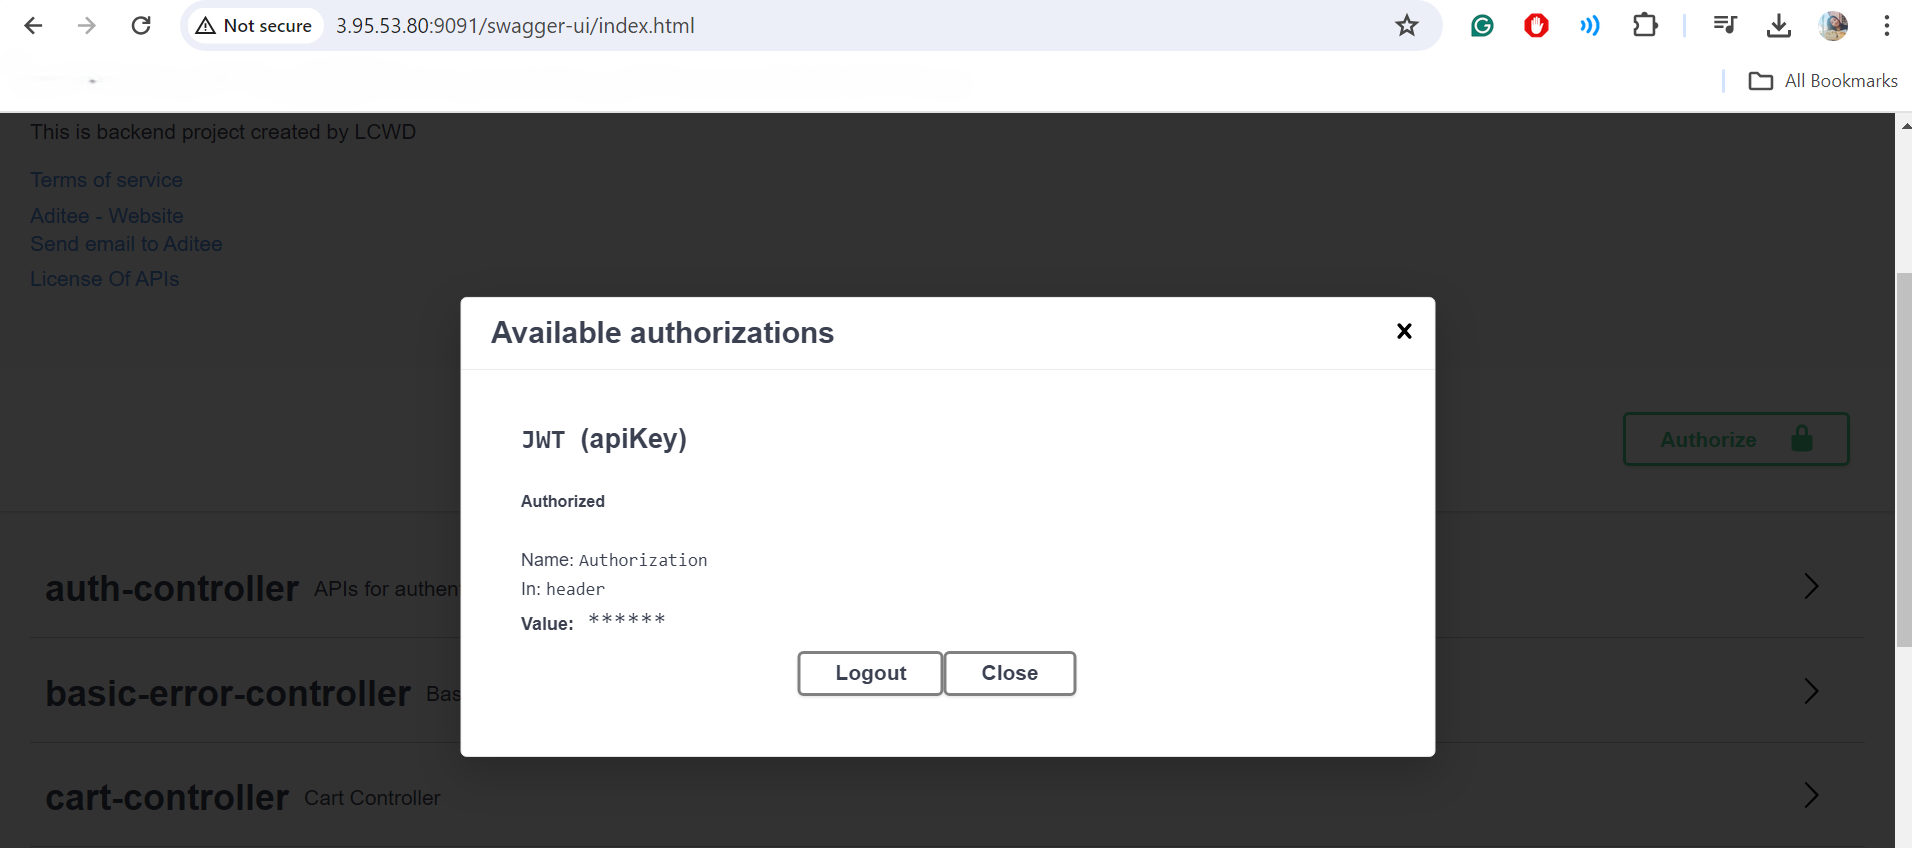 Not secure
3.95.53.80:9091/swagger-ui/index.html
All Bookmarks
This is backend project created by LCWD
Terms of service
Aditee - Website
Send email to Aditee
License Of APIs
Available authorizations
JWT (apiKey)
Authorize
Authorized
Name: Authorization
In: header
Value: ******
Logout
Close
auth-controller APIs for authen
basic-error-controller Bas
cart-controller Cart Controller